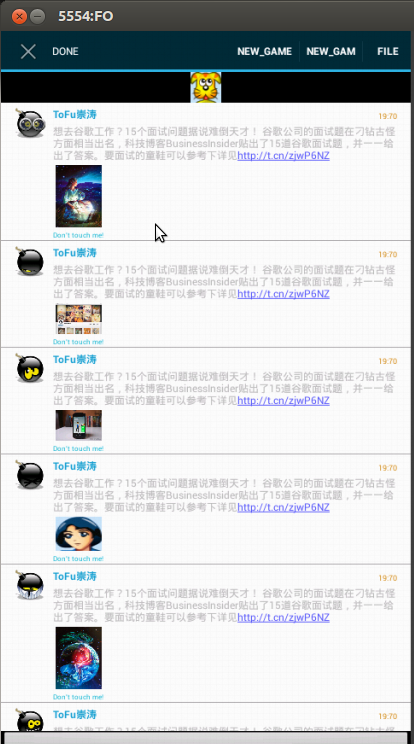 5554:FO
DONE NEW_GAME NEW_GAM FILE
ToFu崇涛 19:70
想去谷歌工作？15个面试问题据说难倒天才！ 谷歌公司的面试题在刁钻古怪
方面相当出名，科技博客BusinessInsider贴出了15道谷歌面试题，并一一给
出了答案。要面试的童鞋可以参考下详见http://t.cn/zjwP6NZ
Don't touch me!
ToFu崇涛 19:70
想去谷歌工作？15个面试问题据说难倒天才！ 谷歌公司的面试题在刁钻古怪
方面相当出名，科技博客BusinessInsider贴出了15道谷歌面试题，并一一给
出了答案。要面试的童鞋可以参考下详见http://t.cn/zjwP6NZ
Don't touch me!
ToFu崇涛 19:70
想去谷歌工作？15个面试问题据说难倒天才！ 谷歌公司的面试题在刁钻古怪
方面相当出名，科技博客BusinessInsider贴出了15道谷歌面试题，并一一给
出了答案。要面试的童鞋可以参考下详见http://t.cn/zjwP6NZ
Don't touch me!
ToFu崇涛 19:70
想去谷歌工作？15个面试问题据说难倒天才！ 谷歌公司的面试题在刁钻古怪
方面相当出名，科技博客BusinessInsider贴出了15道谷歌面试题，并一一给
出了答案。要面试的童鞋可以参考下详见http://t.cn/zjwP6NZ
Don't touch me!
ToFu崇涛 19:70
想去谷歌工作？15个面试问题据说难倒天才！ 谷歌公司的面试题在刁钻古怪
方面相当出名，科技博客BusinessInsider贴出了15道谷歌面试题，并一一给
出了答案。要面试的童鞋可以参考下详见http://t.cn/zjwP6NZ
Don't touch me!
ToFu崇涛 19:70